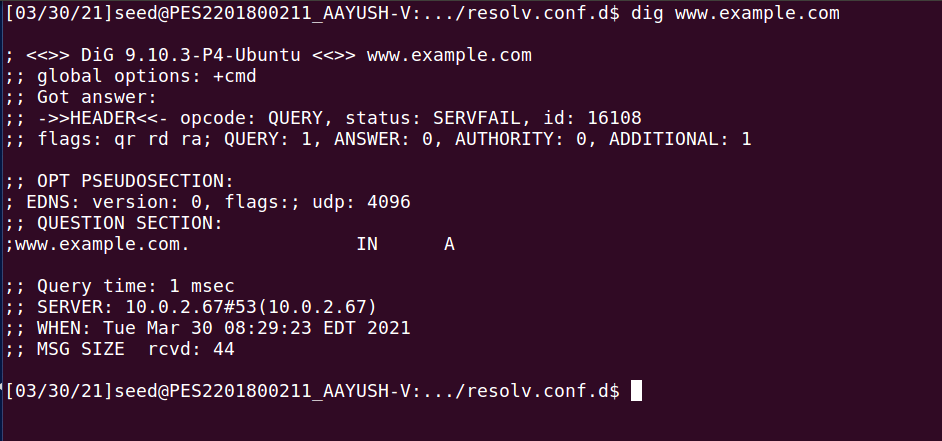 [03/30/21]seed@PES2201800211_AAYUSH-V:.../resolv.conf.d$ dig www.example.com
; <<>> DiG 9.10.3-P4-Ubuntu <<>> www.example.com
;; global options: +cmd
;; Got answer:
;; ->>HEADER<<- opcode: QUERY, status: SERVFAIL, id: 16108
;; flags: qr rd ra; QUERY: 1, ANSWER: 0, AUTHORITY: 0, ADDITIONAL: 1
;; OPT PSEUDOSECTION:
; EDNS: version: 0, flags:; udp: 4096
;; QUESTION SECTION:
;www.example.com. IN A
;; Query time: 1 msec
;; SERVER: 10.0.2.67#53(10.0.2.67)
;; WHEN: Tue Mar 30 08:29:23 EDT 2021
;; MSG SIZE rcvd: 44
[03/30/21]seed@PES2201800211_AAYUSH-V:.../resolv.conf.d$